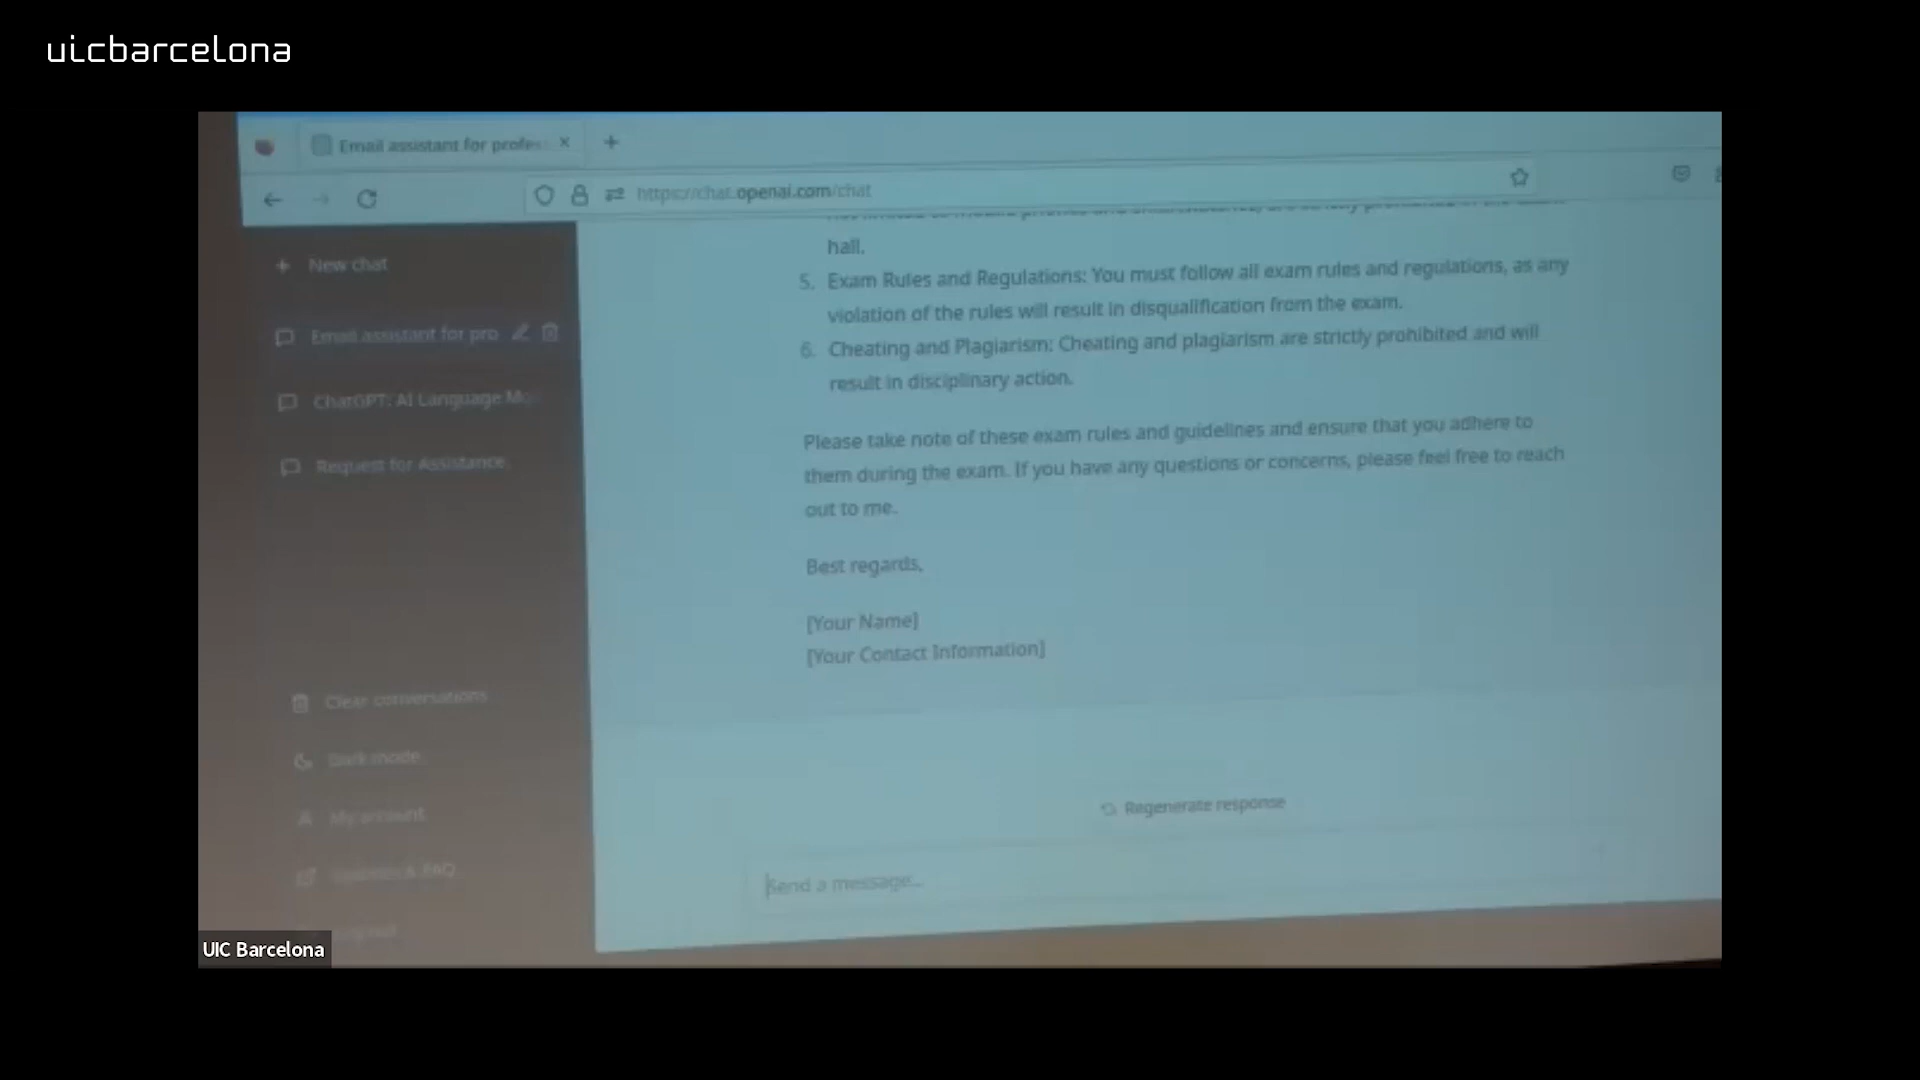 uicbarcelona
Email assistant for profes
https://chat.openai.com/chat
New chat
Email assistant for pro
ChatGPT: AI Language M
Request for Assistance
Clear conversations
Dark mode
My account
hall.
5. Exam Rules and Regulations: You must follow all exam rules and regulations, as any
violation of the rules will result in disqualification from the exam.
6. Cheating and Plagiarism: Cheating and plagiarism are strictly prohibited and will
result in disciplinary action.
Please take note of these exam rules and guidelines and ensure that you adhere to
them during the exam. If you have any questions or concerns, please feel free to reach
out to me.
Best regards,
[Your Name]
[Your Contact Information]
Regenerate response
Send a message...
UIC Barcelona